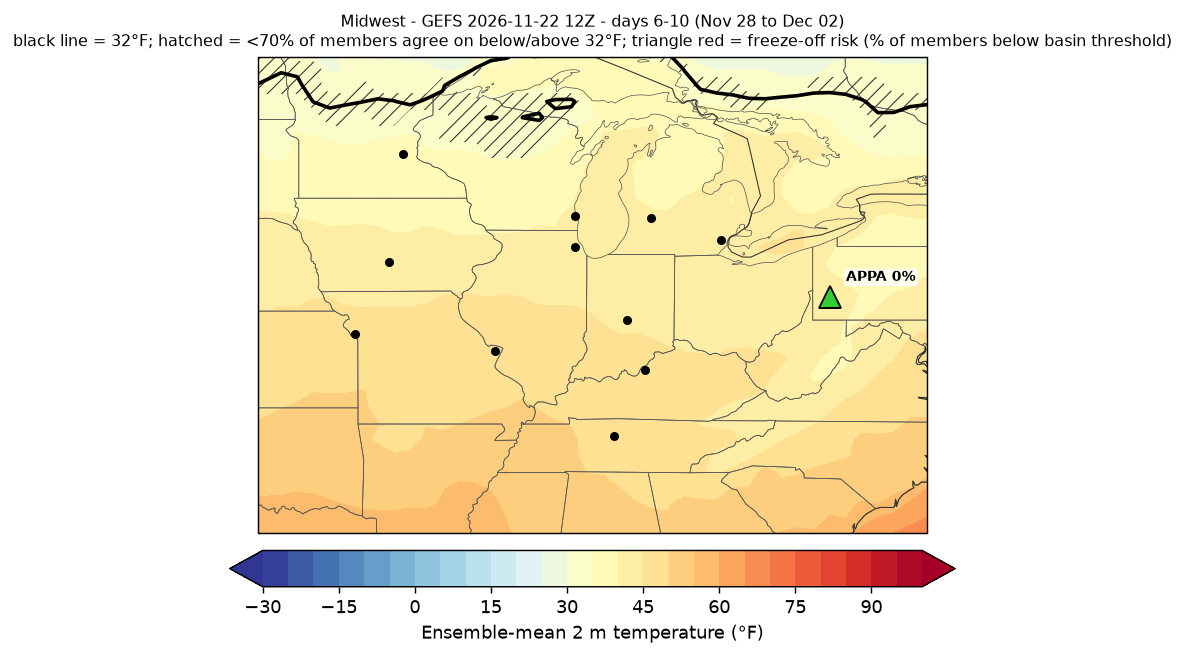 Midwest - GEFS 2026-11-22 12Z - days 6-10 (Nov 28 to Dec 02)
black line = 32°F; hatched = <70% of members agree on below/above 32°F; triangle red = freeze-off risk (% of members below basin threshold)
APPA 0%
−30 −15 0 15 30 45 60 75 90
Ensemble-mean 2 m temperature (°F)